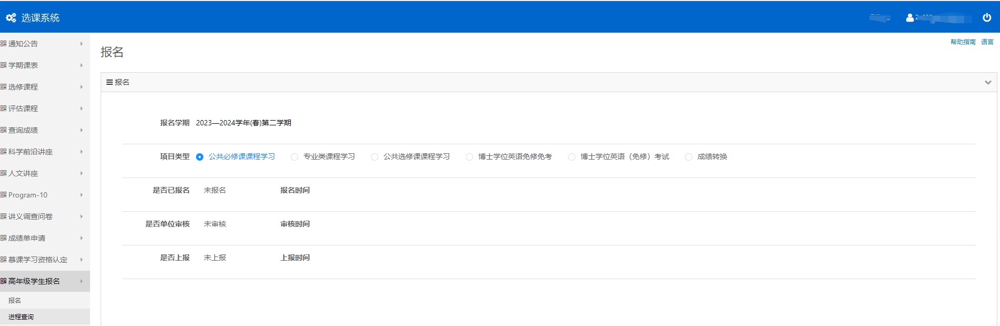 选课系统
帮助指南 语言
通知公告
学期课表
选修课程
评估课程
查询成绩
科学前沿讲座
人文讲座
Program-10
讲义调查问卷
成绩单申请
慕课学习资格认定
高年级学生报名
报名
进程查询
报名
报名
报名学期 2023—2024学年(春)第二学期
项目类型 公共必修课课程学习 专业类课程学习 公共选修课课程学习 博士学位英语免修免考 博士学位英语（免修）考试 成绩转换
是否已报名 未报名 报名时间
是否单位审核 未审核 审核时间
是否上报 未上报 上报时间